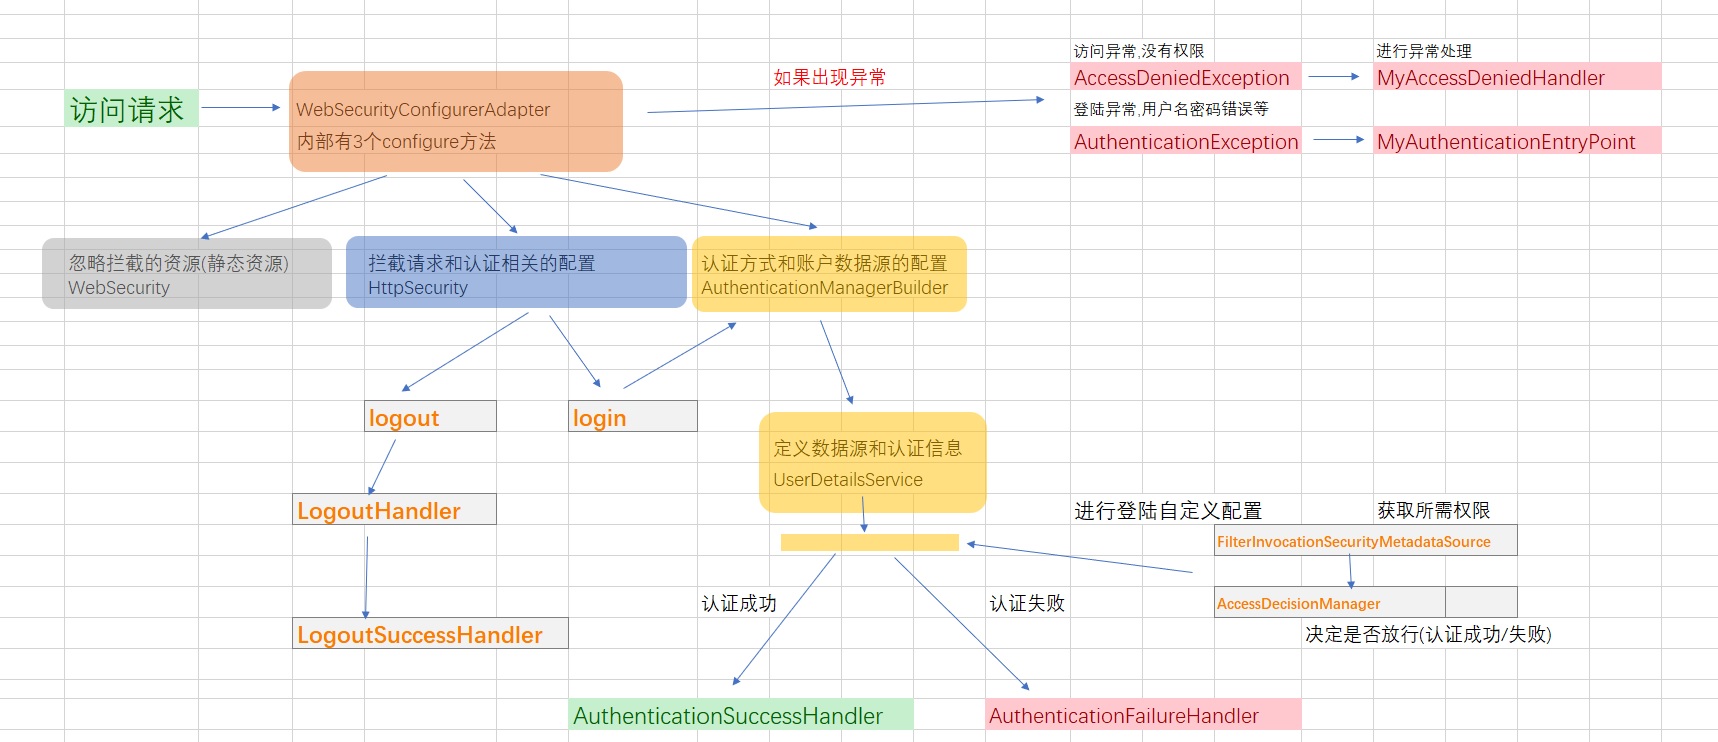 访问异常,没有权限
进行异常处理
如果出现异常
AccessDeniedException
MyAccessDeniedHandler
访问请求
WebSecurityConfigurerAdapter
登陆异常,用户名密码错误等
内部有3个configure方法
AuthenticationException
MyAuthenticationEntryPoint
忽略拦截的资源(静态资源)
WebSecurity
拦截请求和认证相关的配置
HttpSecurity
认证方式和账户数据源的配置
AuthenticationManagerBuilder
logout
login
定义数据源和认证信息
UserDetailsService
LogoutHandler
进行登陆自定义配置
获取所需权限
FilterInvocationSecurityMetadataSource
认证成功
认证失败
AccessDecisionManager
LogoutSuccessHandler
决定是否放行(认证成功/失败)
AuthenticationSuccessHandler
AuthenticationFailureHandler